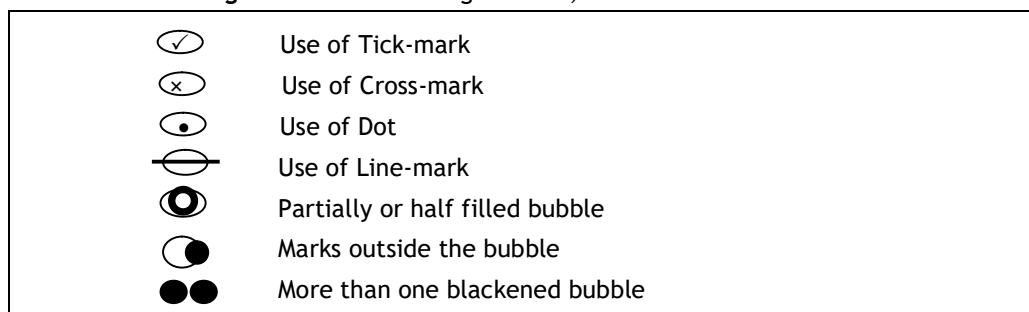 Use of Tick-mark
Use of Cross-mark
Use of Dot
Use of Line-mark
Partially or half filled bubble
Marks outside the bubble
More than one blackened bubble